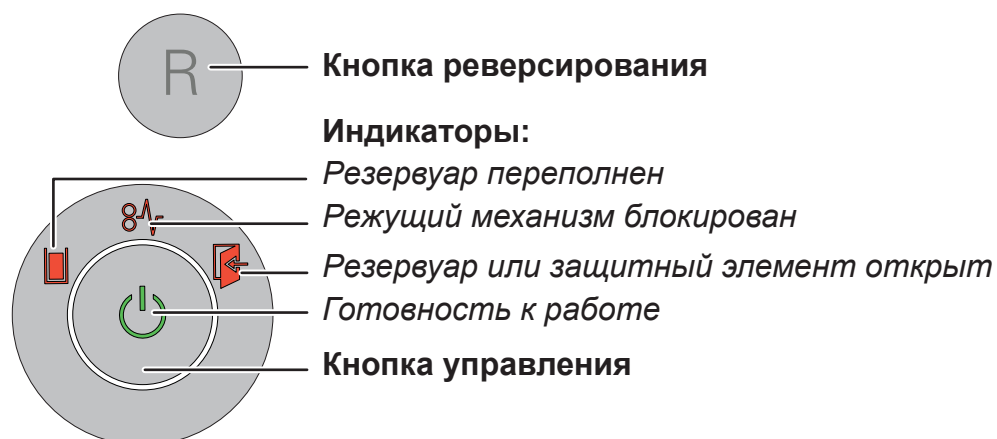 R
Кнопка реверсирования
Индикаторы:
Резервуар переполнен
Режущий механизм блокирован
Резервуар или защитный элемент открыт
Готовность к работе
Кнопка управления